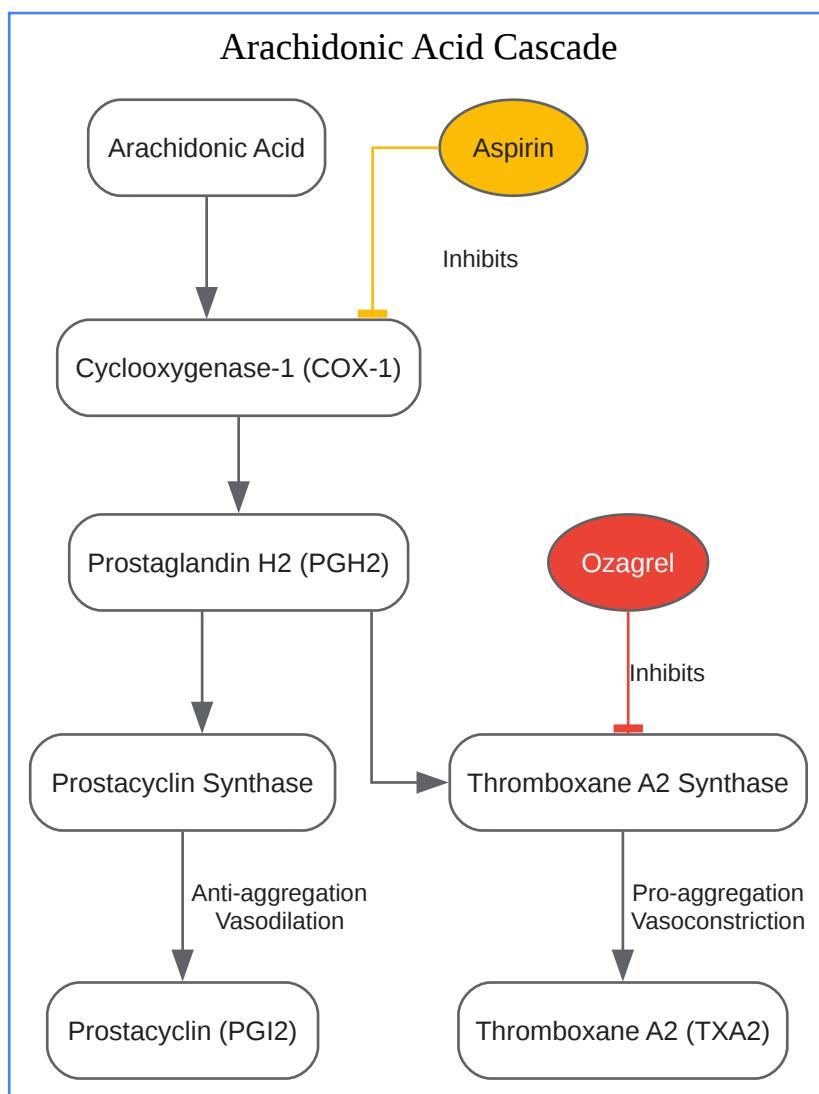 Arachidonic Acid Cascade
Arachidonic Acid
Aspirin
Inhibits
Cyclooxygenase-1 (COX-1)
Prostaglandin H2 (PGH2)
Ozagrel
Inhibits
Prostacyclin Synthase
Thromboxane A2 Synthase
Anti-aggregation
Vasodilation
Pro-aggregation
Vasoconstriction
Prostacyclin (PGI2)
Thromboxane A2 (TXA2)